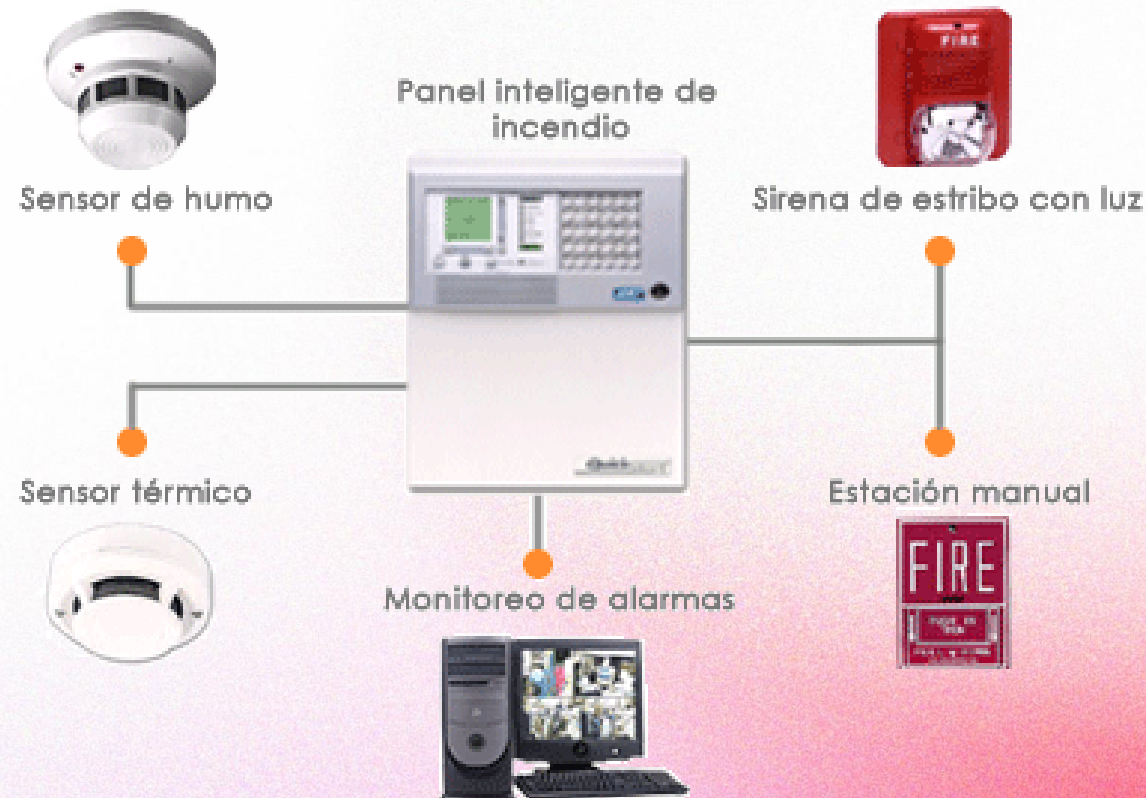 Panel inteligente de
incendio
FIRE
Sensor de humo
Sirena de estribo con luz
Sensor térmico
Estación manual
FIRE
Monitoreo de alarmas